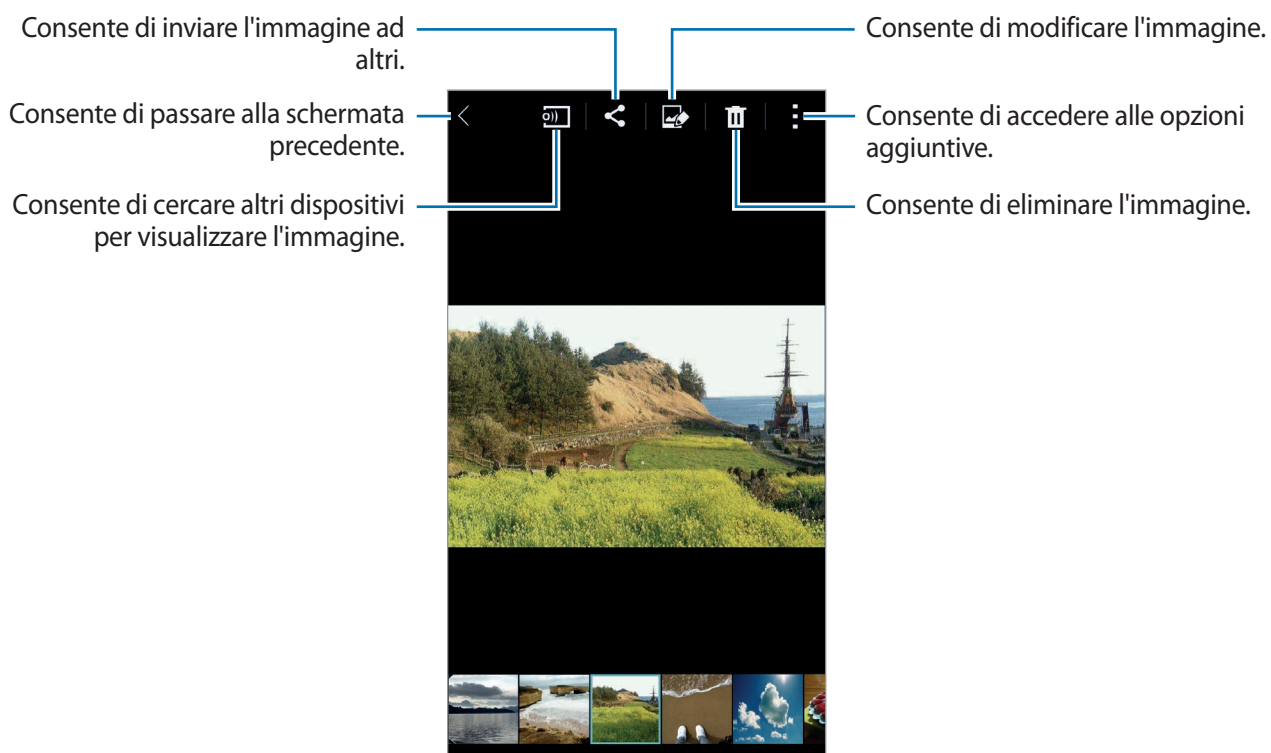 Consente di inviare l'immagine ad
altri.
Consente di passare alla schermata
precedente.
Consente di cercare altri dispositivi
per visualizzare l'immagine.
Consente di modificare l'immagine.
Consente di accedere alle opzioni
aggiuntive.
Consente di eliminare l'immagine.